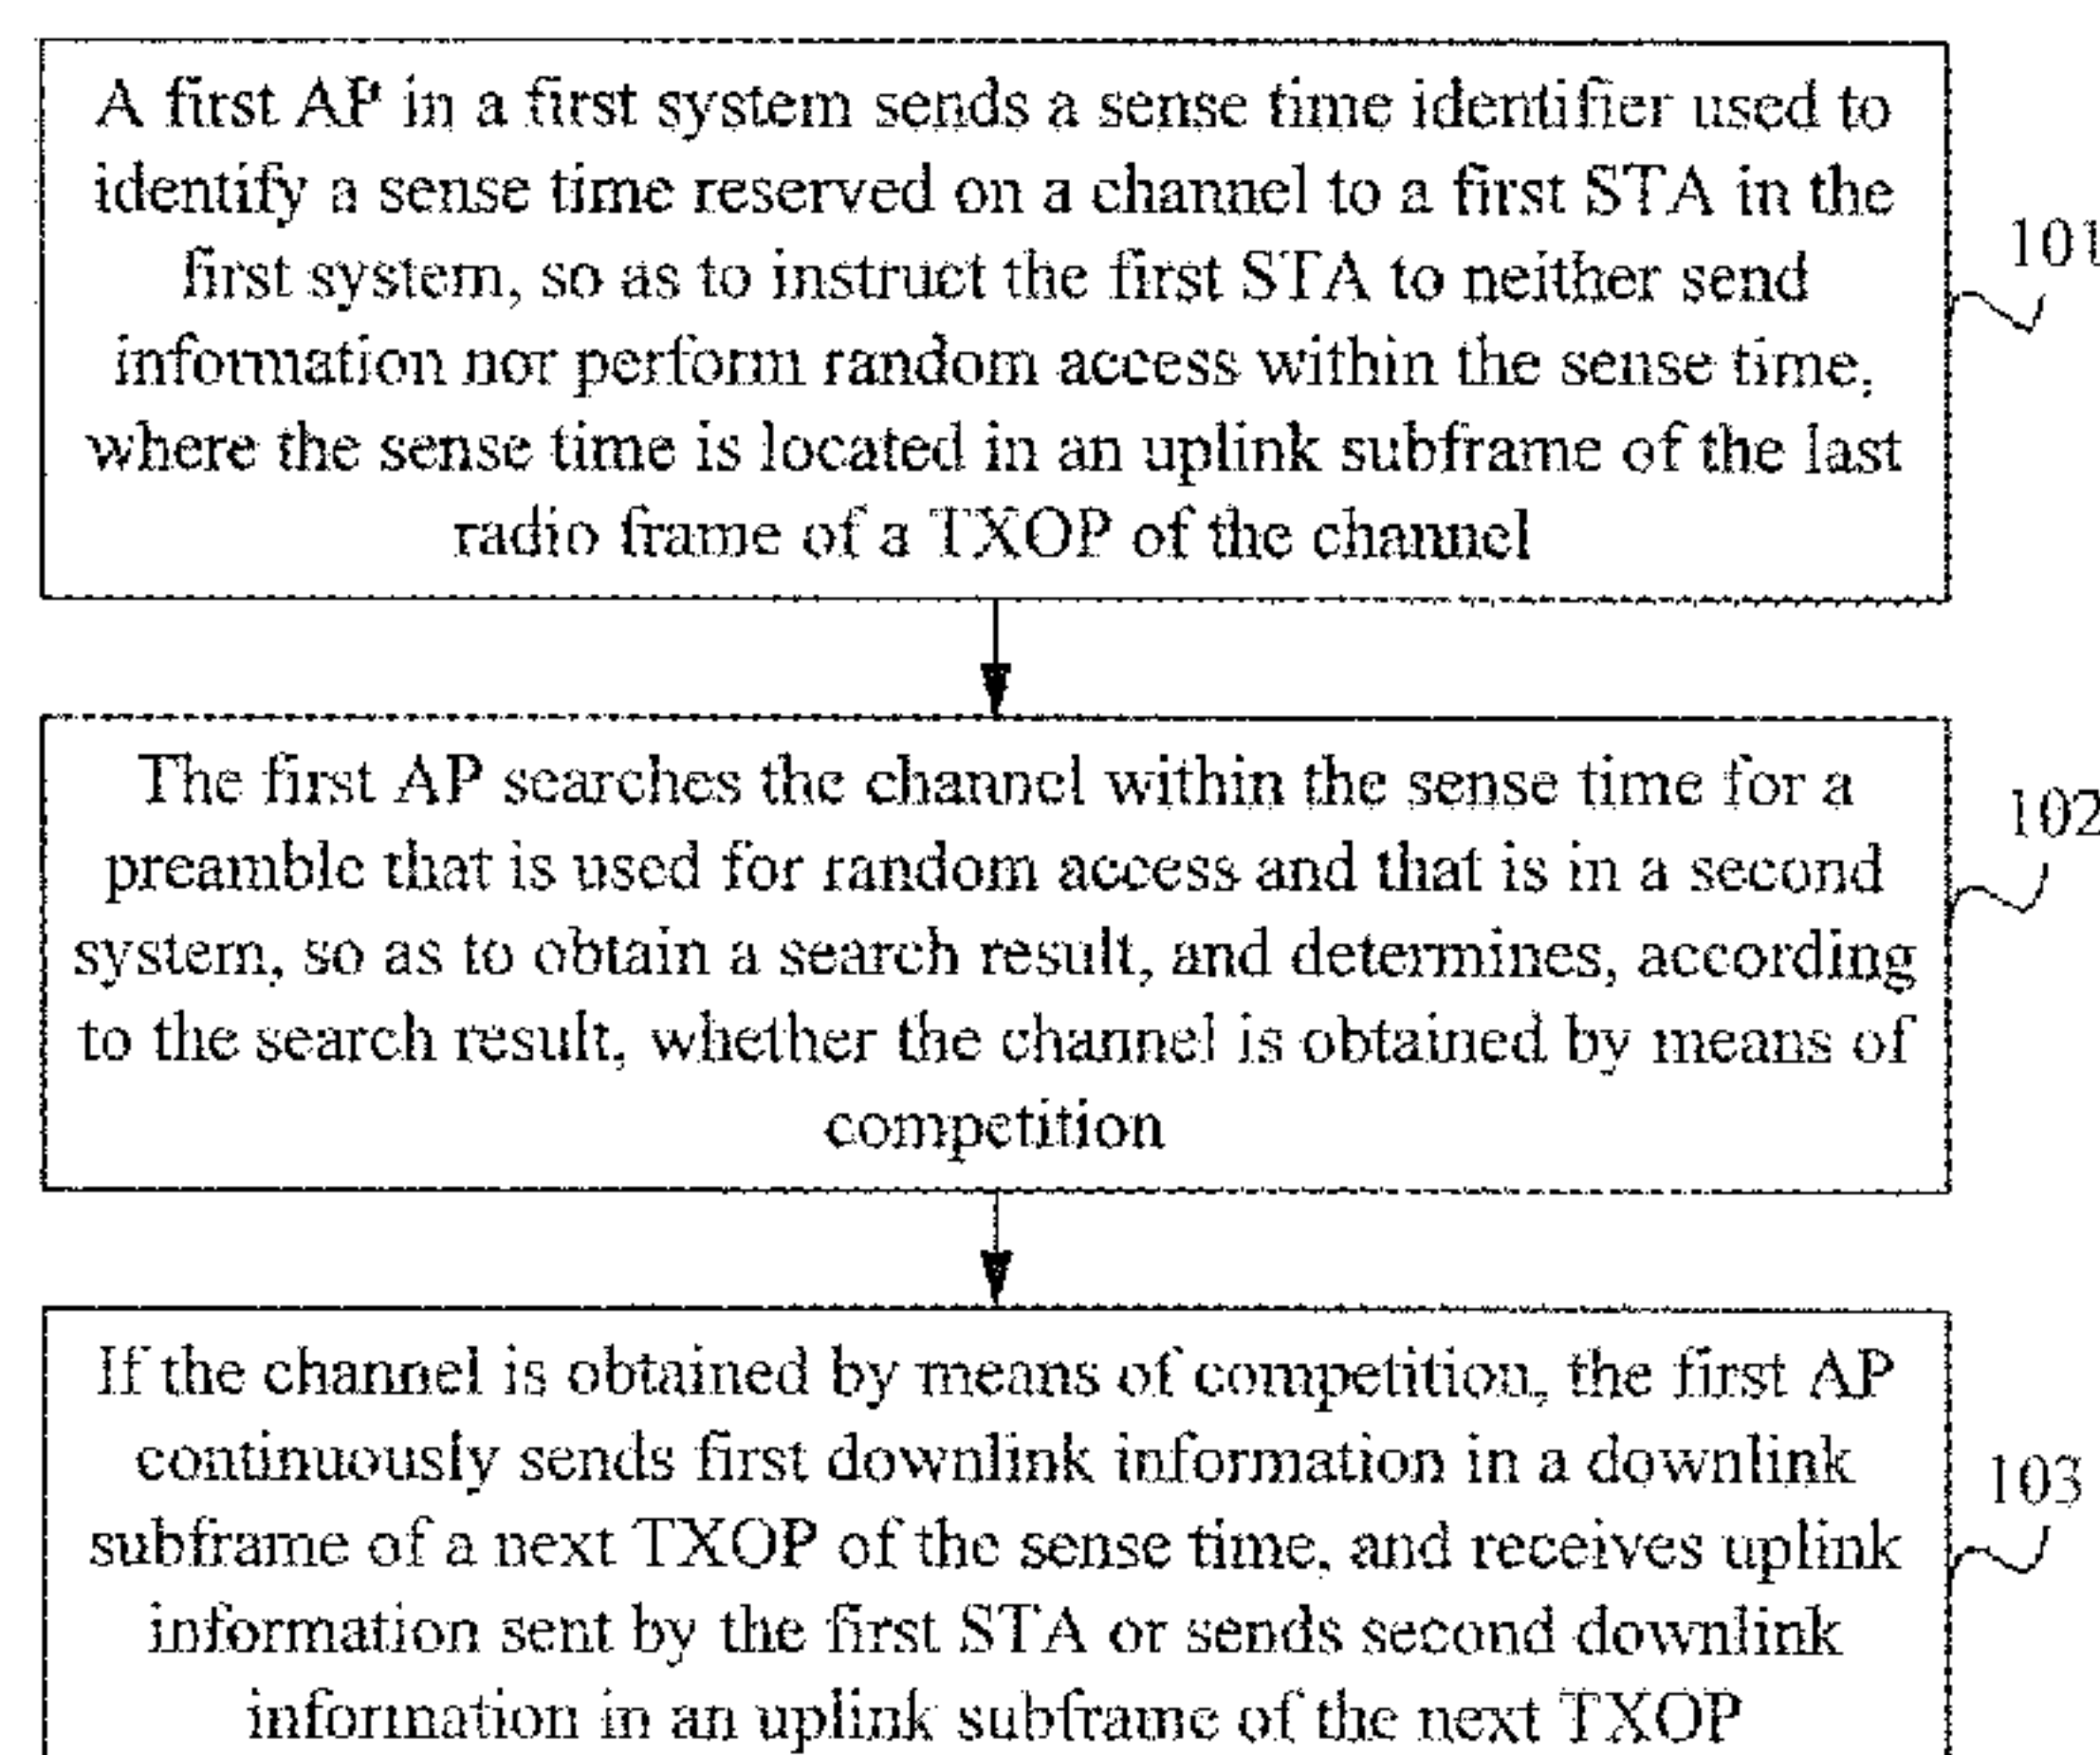 A first AP in a first system sends a sense time identifier used to
identify a sense time reserved on a channel to a first STA in the
first system, so as to instruct the first STA to neither send
information nor perform random access within the sense time,
where the sense time is located in an uplink subframe of the last
radio frame of a TXOP of the channel
101
The first AP searches the channel within the sense time for a
preamble that is used for random access and that is in a second
system, so as to obtain a search result, and determines, according
to the search result, whether the channel is obtained by means of
competition
102
If the channel is obtained by means of competition, the first AP
continuously sends first downlink information in a downlink
subframe of a next TXOP of the sense time, and receives uplink
information sent by the first STA or sends second downlink
information in an uplink subframe of the next TXOP
103